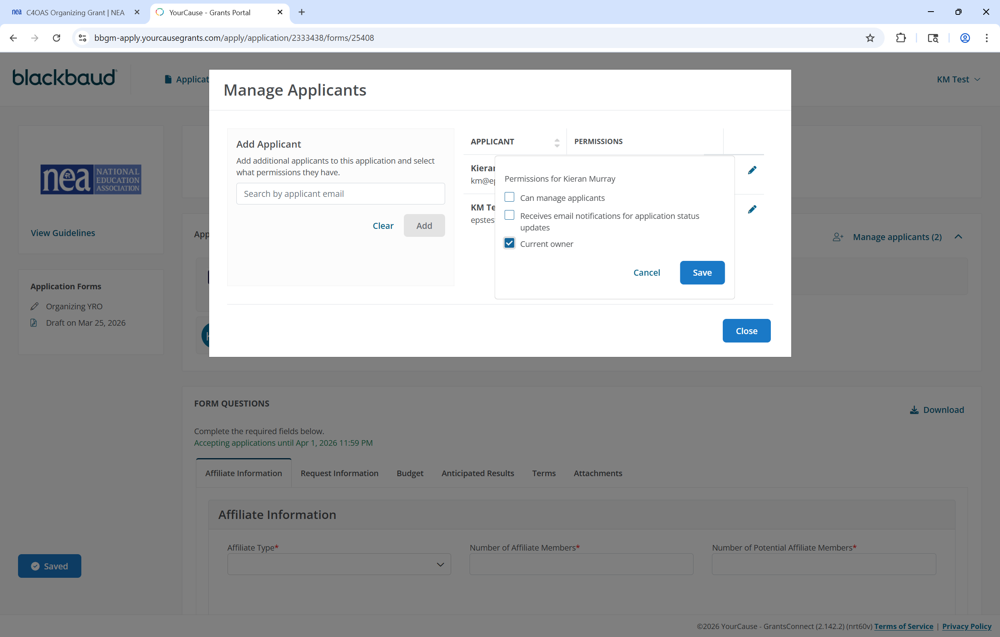 nea C4OAS Organizing Grant | NEA
YourCause - Grants Portal
bbgm-apply.yourcausegrants.com/apply/application/2333438/forms/25408
blackbaud
Applicat
KM Test
Manage Applicants
Add Applicant
Add additional applicants to this application and select
what permissions they have.
Search by applicant email
Clear
Add
APPLICANT
PERMISSIONS
Kieran
km@ep
KM Te
epstes
Permissions for Kieran Murray
Can manage applicants
Receives email notifications for application status
updates
Current owner
Cancel
Save
Close
nea NATIONAL
EDUCATION
ASSOCIATION
View Guidelines
Application Forms
Organizing YRO
Draft on Mar 25, 2026
App
Manage applicants (2)
FORM QUESTIONS
Download
Complete the required fields below.
Accepting applications until Apr 1, 2026 11:59 PM
Affiliate Information
Request Information
Budget
Anticipated Results
Terms
Attachments
Affiliate Information
Affiliate Type*
Number of Affiliate Members*
Number of Potential Affiliate Members*
Saved
©2026 YourCause - GrantsConnect (2.142.2) (nrt60v) Terms of Service | Privacy Policy